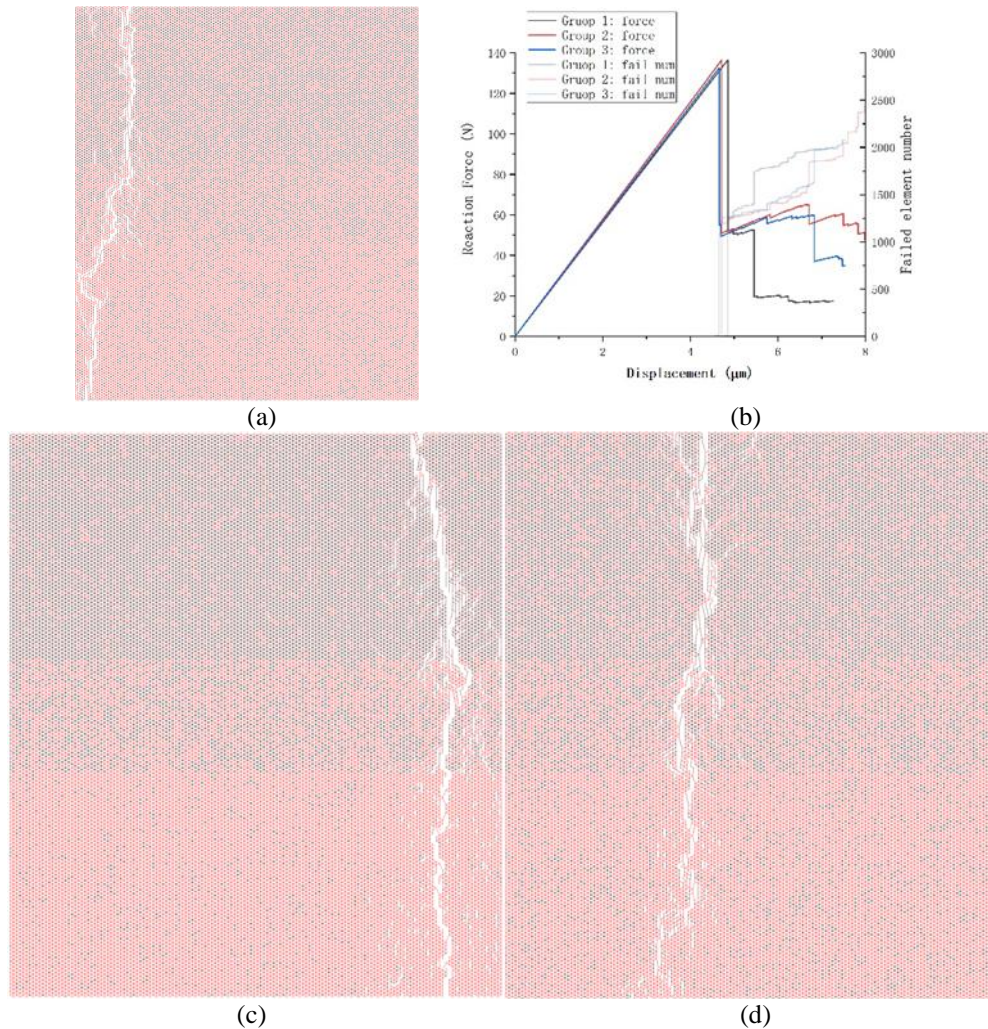 Gruop 1: force
Gruop 2: force
Gruop 3: force
Gruop 1: fail num
Gruop 2: fail num
Gruop 3: fail num
140
120
100
80
60
40
20
0
Reaction Force (N)
3000
2500
2000
1500
1000
500
0
Failed element number
0 2 4 6 8
Displacement (μm)
(a)
(b)
(c)
(d)